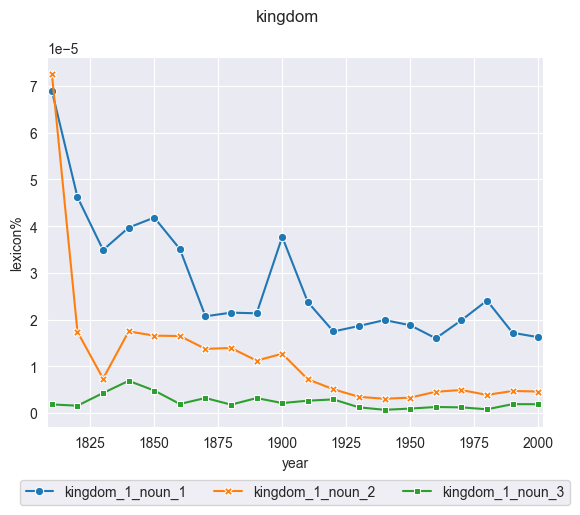 kingdom
1e−5
7
6
5
4
3
2
1
0
lexicon%
1825 1850 1875 1900 1925 1950 1975 2000
year
kingdom_1_noun_1 kingdom_1_noun_2 kingdom_1_noun_3